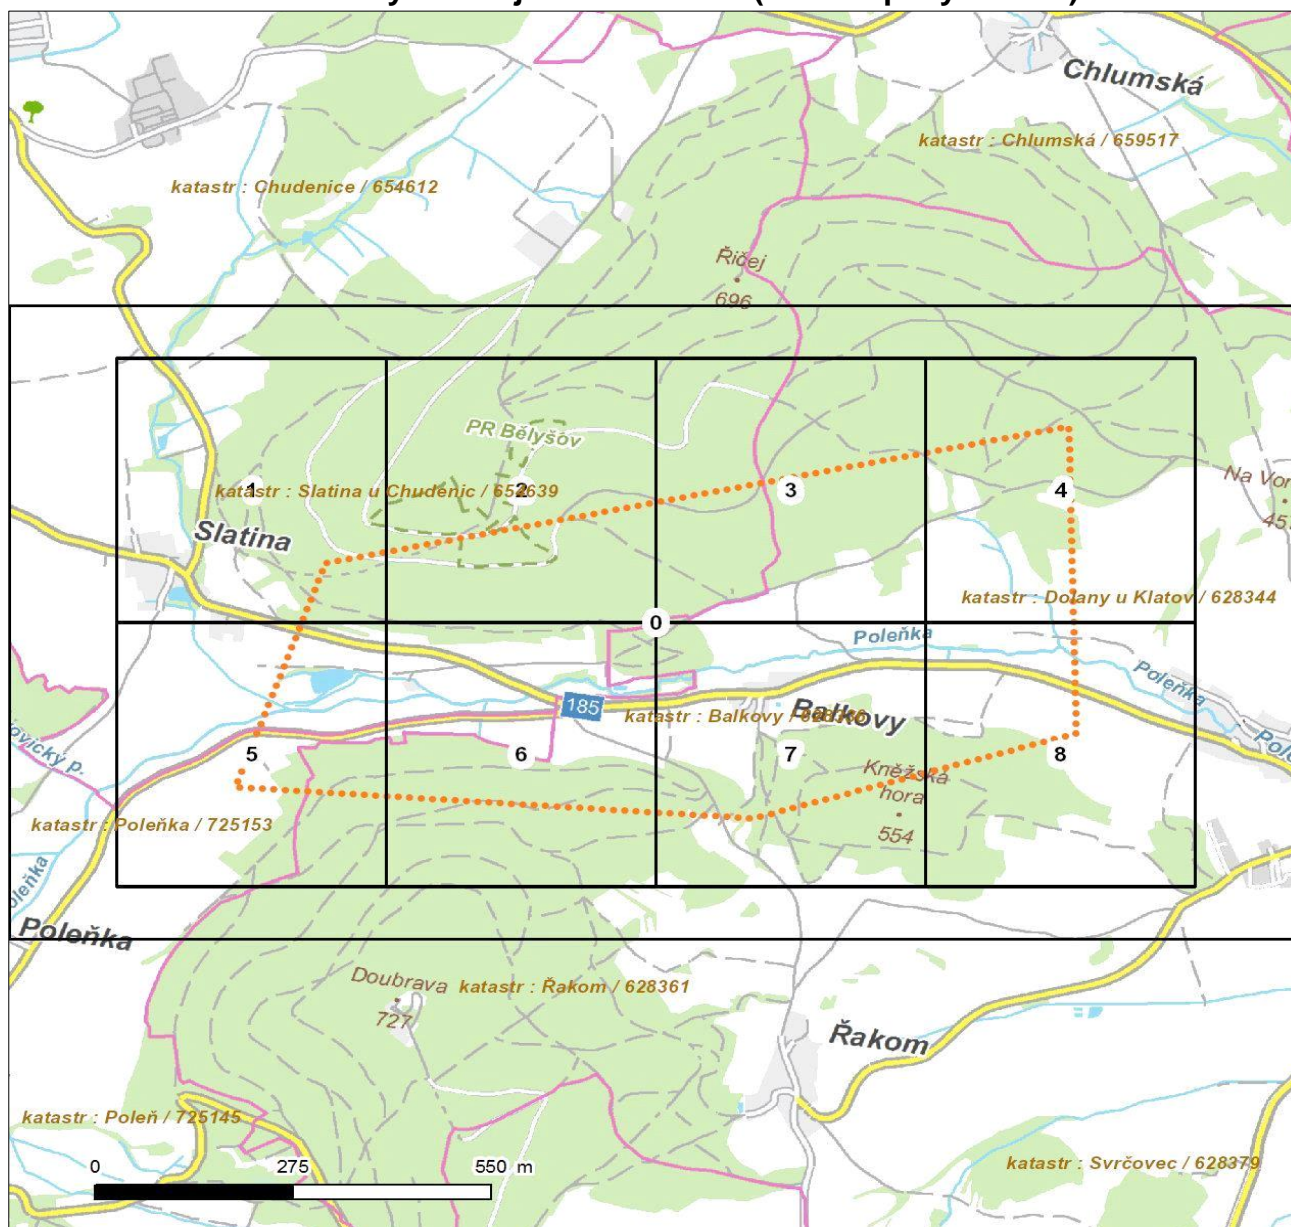 Chlumská
katastr : Chlumská / 659517
katastr : Chudenice / 654612
Řičej
696
PR Bělyšov
Na Vor
1
katastr : Slatina u Chudenic / 654639
2
3
4
Slatina
katastr : Dolany u Klatov / 628344
0
Poleňka
Poleňka
185
Balkovy
katastr : Balkovy
5
6
7
8
Kněžská
hora
554
katastr : Poleňka / 725153
Poleňka
Doubrava
727
katastr : Řakom / 628361
Řakom
katastr : Poleň / 725145
katastr : Svrčovec / 628379
0 275 550 m